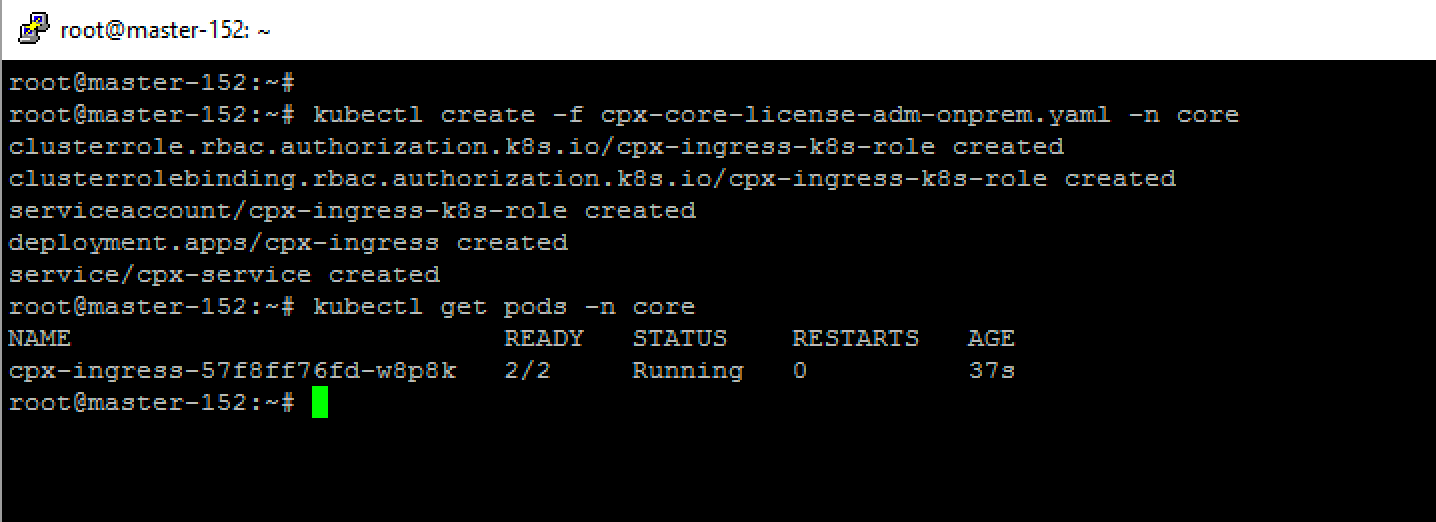 root@master-152: ~
root@master-152:~#
root@master-152:~# kubectl create -f cpx-core-license-adm-onprem.yaml -n core
clusterrole.rbac.authorization.k8s.io/cpx-ingress-k8s-role created
clusterrolebinding.rbac.authorization.k8s.io/cpx-ingress-k8s-role created
serviceaccount/cpx-ingress-k8s-role created
deployment.apps/cpx-ingress created
service/cpx-service created
root@master-152:~# kubectl get pods -n core
NAME READY STATUS RESTARTS AGE
cpx-ingress-57f8ff76fd-w8p8k 2/2 Running 0 37s
root@master-152:~#